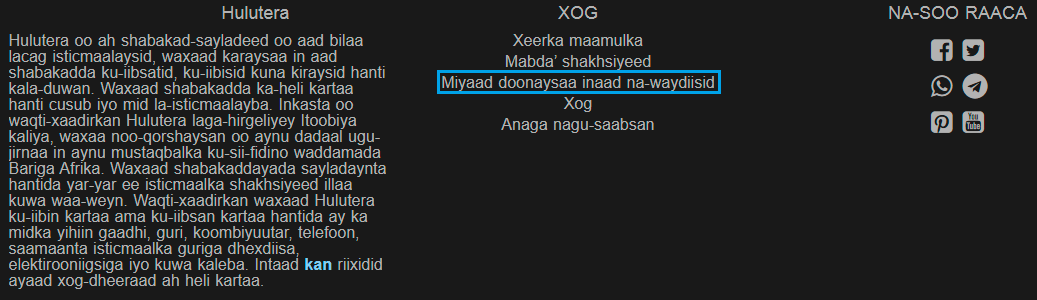 Hulutera
Hulutera oo ah shabakad-sayladeed oo aad bilaa
lacag isticmaalaysid, waxaad karaysaa in aad
shabakadda ku-iibsatid, ku-iibisid kuna kiraysid hanti
kala-duwan. Waxaad shabakadda ka-heli kartaa
hanti cusub iyo mid la-isticmaalayba. Inkasta oo
waqti-xaadirkan Hulutera laga-hirgeliyey Itoobiya
kaliya, waxaa noo-qorshaysan oo aynu dadaal ugu-
jirnaa in aynu mustaqbalka ku-sii-fidino waddamada
Bariga Afrika. Waxaad shabakaddayada sayladaynta
hantida yar-yar ee isticmaalka shakhsiyeed illaa
kuwa waa-weyn. Waqti-xaadirkan waxaad Hulutera
ku-iibin kartaa ama ku-iibsan kartaa hantida ay ka
midka yihiin gaadhi, guri, koombiyuutar, telefoon,
saamaanta isticmaalka guriga dhexdiisa,
elektirooniigsiga iyo kuwa kaleba. Intaad kan riixidid
ayaad xog-dheeraad ah heli kartaa.
XOG
Xeerka maamulka
Mabda’ shakhsiyeed
Miyaad doonaysaa inaad na-waydiisid
Xog
Anaga nagu-saabsan
NA-SOO RAACA
You
Tube